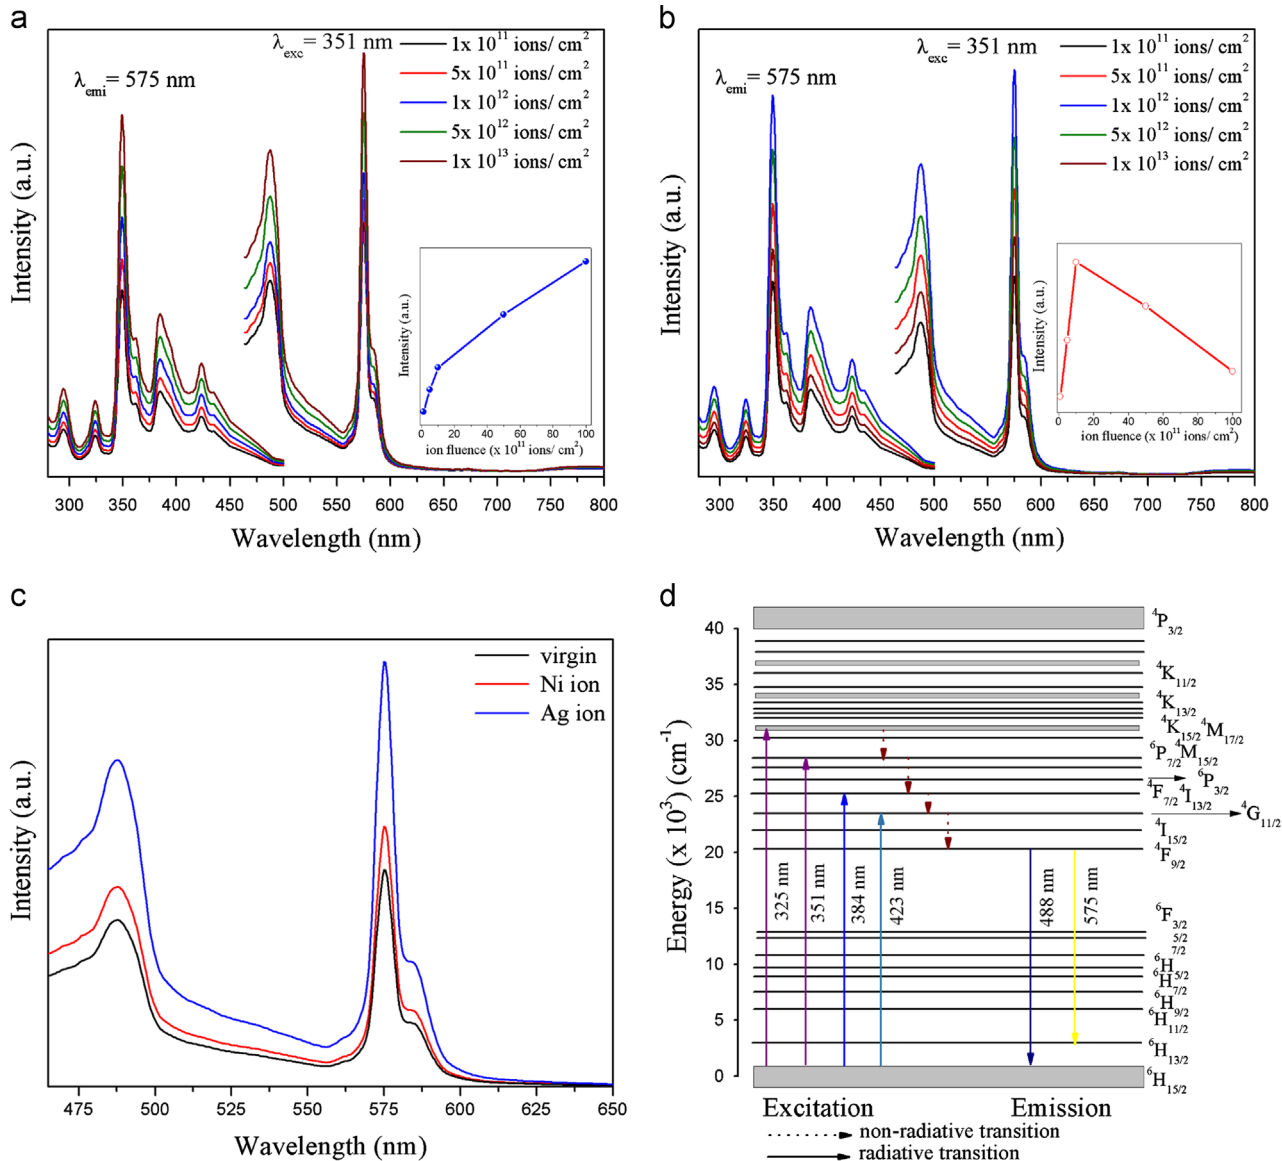 a
λemi= 575 nm
λexc= 351 nm
1x 10^11 ions/ cm^2
5x 10^11 ions/ cm^2
1x 10^12 ions/ cm^2
5x 10^12 ions/ cm^2
1x 10^13 ions/ cm^2
Intensity (a.u.)
Intensity (a.u.)
0 20 40 60 80 100
ion fluence (x 10^11 ions/ cm^2)
300 350 400 450 500 550 600 650 700 750 800
Wavelength (nm)
b
λemi= 575 nm
λexc= 351 nm
1x 10^11 ions/ cm^2
5x 10^11 ions/ cm^2
1x 10^12 ions/ cm^2
5x 10^12 ions/ cm^2
1x 10^13 ions/ cm^2
Intensity (a.u.)
Intensity (a.u.)
0 20 40 60 80 100
ion fluence (x 10^11 ions/ cm^2)
300 350 400 450 500 550 600 650 700 750 800
Wavelength (nm)
c
virgin
Ni ion
Ag ion
Intensity (a.u.)
475 500 525 550 575 600 625 650
Wavelength (nm)
d
Energy (x 10^3) (cm^-1)
40
35
30
25
20
15
10
5
0
4P3/2
4K11/2
4K13/2
4K15/2 4M17/2
6P7/2 4M15/2
6P3/2
4F7/2 4I13/2
4G11/2
4I15/2
4F9/2
6F3/2
5/2
7/2
6H
6H5/2
6H7/2
6H9/2
6H11/2
6H13/2
6H15/2
325 nm
351 nm
384 nm
423 nm
488 nm
575 nm
Excitation
Emission
non-radiative transition
radiative transition